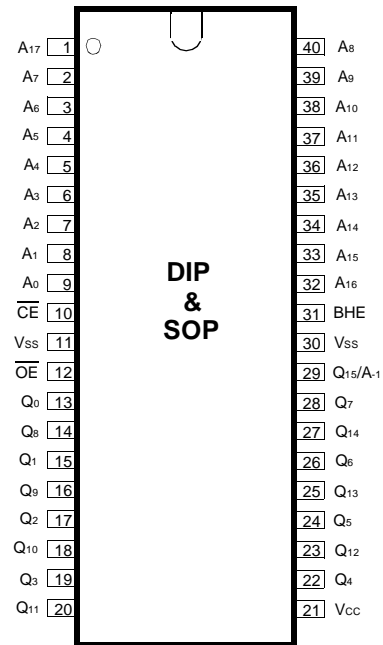 A17 1 40 A8
A7 2 39 A9
A6 3 38 A10
A5 4 37 A11
A4 5 36 A12
A3 6 35 A13
A2 7 34 A14
A1 8 33 A15
A0 9 32 A16
DIP
&
SOP
C̅E̅ 10 31 BHE
VSS 11 30 VSS
O̅E̅ 12 29 Q15/A-1
Q0 13 28 Q7
Q8 14 27 Q14
Q1 15 26 Q6
Q9 16 25 Q13
Q2 17 24 Q5
Q10 18 23 Q12
Q3 19 22 Q4
Q11 20 21 VCC